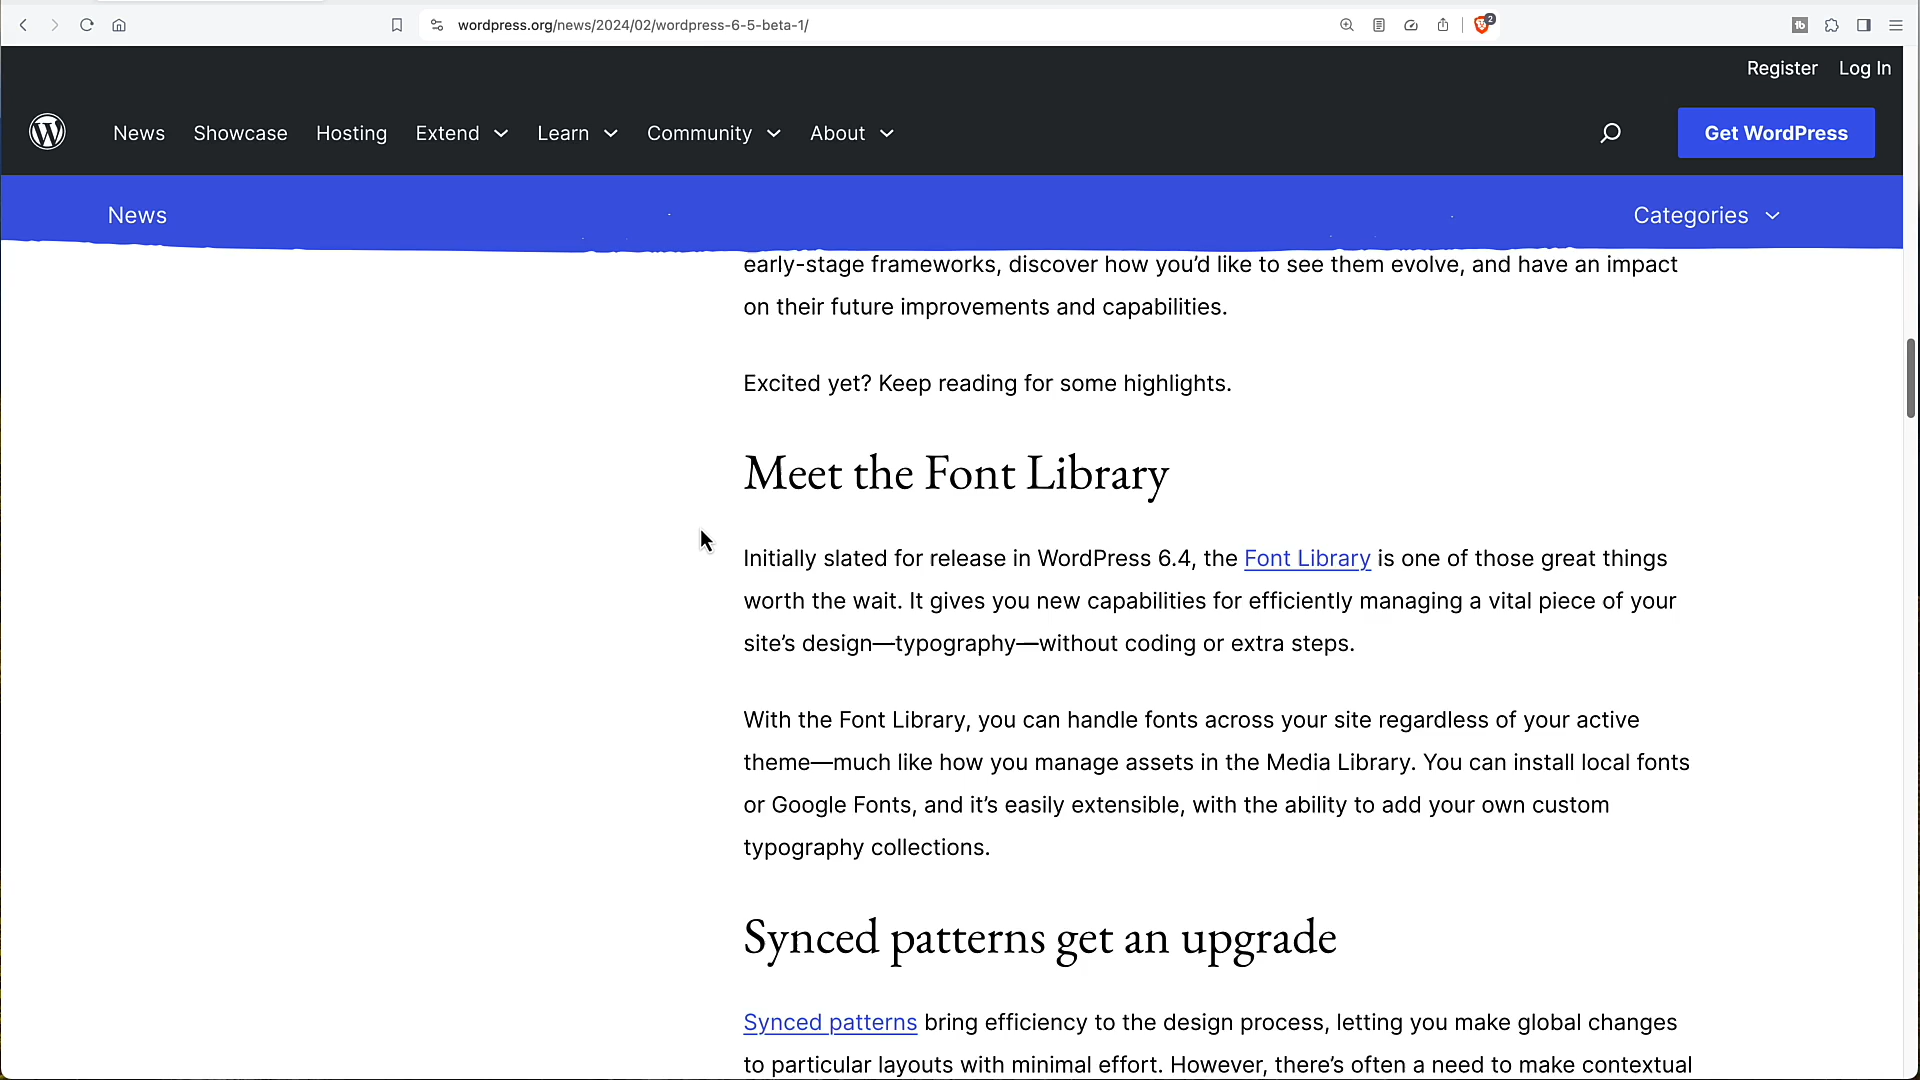 wordpress.org/news/2024/02/wordpress-6-5-beta-1/
2
Register Log In
News Showcase Hosting Extend Learn Community About Get WordPress
News Categories
early-stage frameworks, discover how you’d like to see them evolve, and have an impact
on their future improvements and capabilities.
Excited yet? Keep reading for some highlights.
Meet the Font Library
Initially slated for release in WordPress 6.4, the Font Library is one of those great things
worth the wait. It gives you new capabilities for efficiently managing a vital piece of your
site’s design—typography—without coding or extra steps.
With the Font Library, you can handle fonts across your site regardless of your active
theme—much like how you manage assets in the Media Library. You can install local fonts
or Google Fonts, and it’s easily extensible, with the ability to add your own custom
typography collections.
Synced patterns get an upgrade
Synced patterns bring efficiency to the design process, letting you make global changes
to particular layouts with minimal effort. However, there’s often a need to make contextual